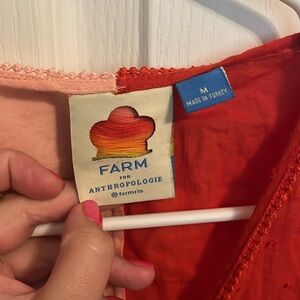 FARM
FOR
ANTHROPOLOGIE
@farmrio
M
MADE IN TURKEY